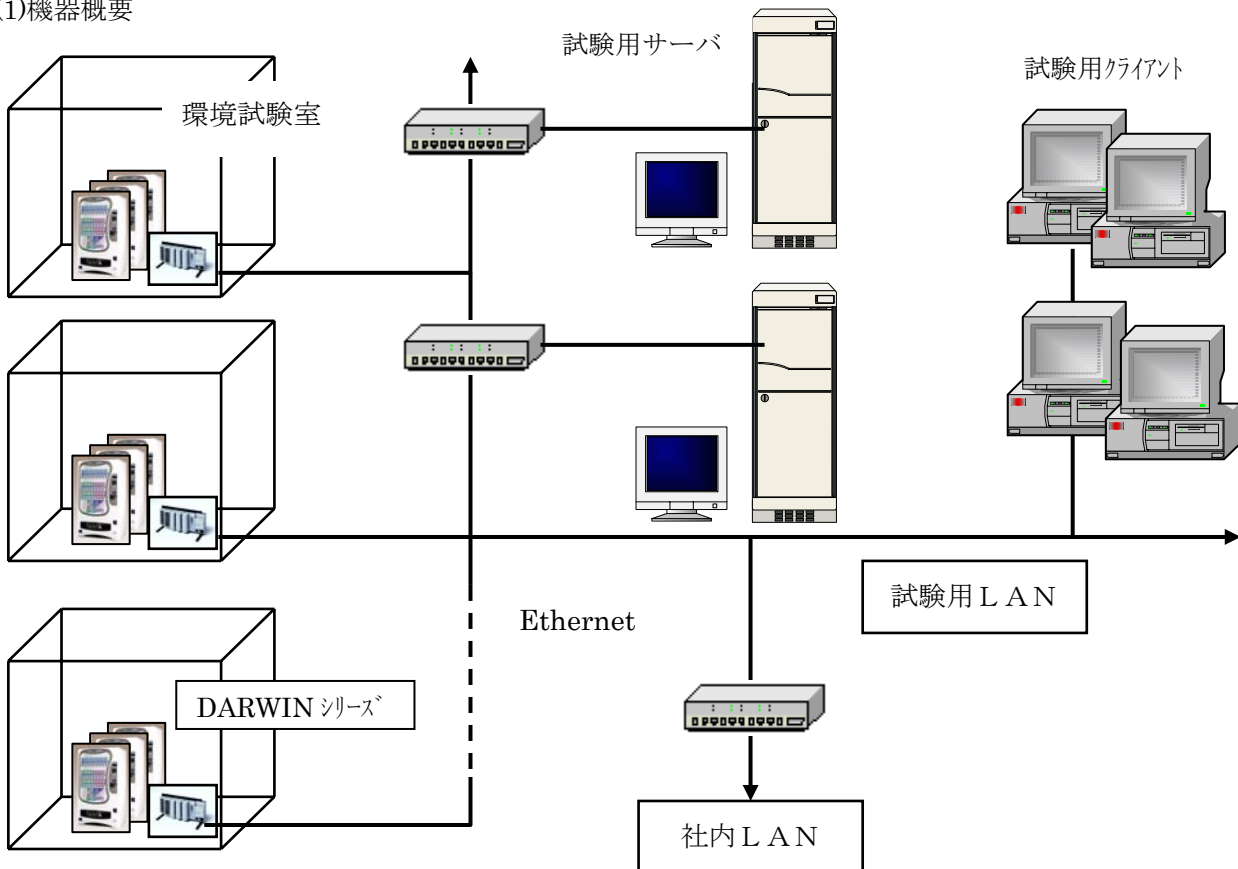 (1)機器概要
試験用サーバ
試験用ｸﾗｲｱﾝﾄ
環境試験室
試験用ＬＡＮ
Ethernet
DARWIN ｼﾘｰｽﾞ
社内ＬＡＮ